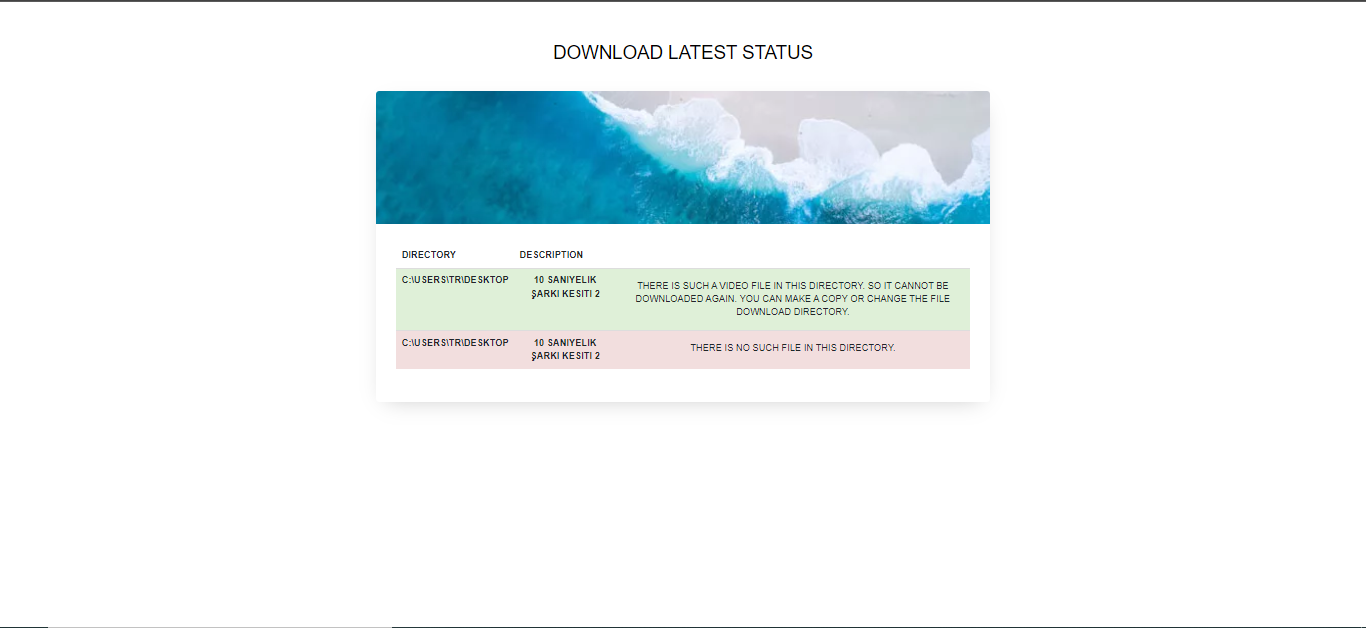 DOWNLOAD LATEST STATUS
DIRECTORY DESCRIPTION
C:\USERS\TR\DESKTOP
10 SANIYELIK
ŞARKI KESITI 2
THERE IS SUCH A VIDEO FILE IN THIS DIRECTORY. SO IT CANNOT BE
DOWNLOADED AGAIN. YOU CAN MAKE A COPY OR CHANGE THE FILE
DOWNLOAD DIRECTORY.
C:\USERS\TR\DESKTOP
10 SANIYELIK
ŞARKI KESITI 2
THERE IS NO SUCH FILE IN THIS DIRECTORY.